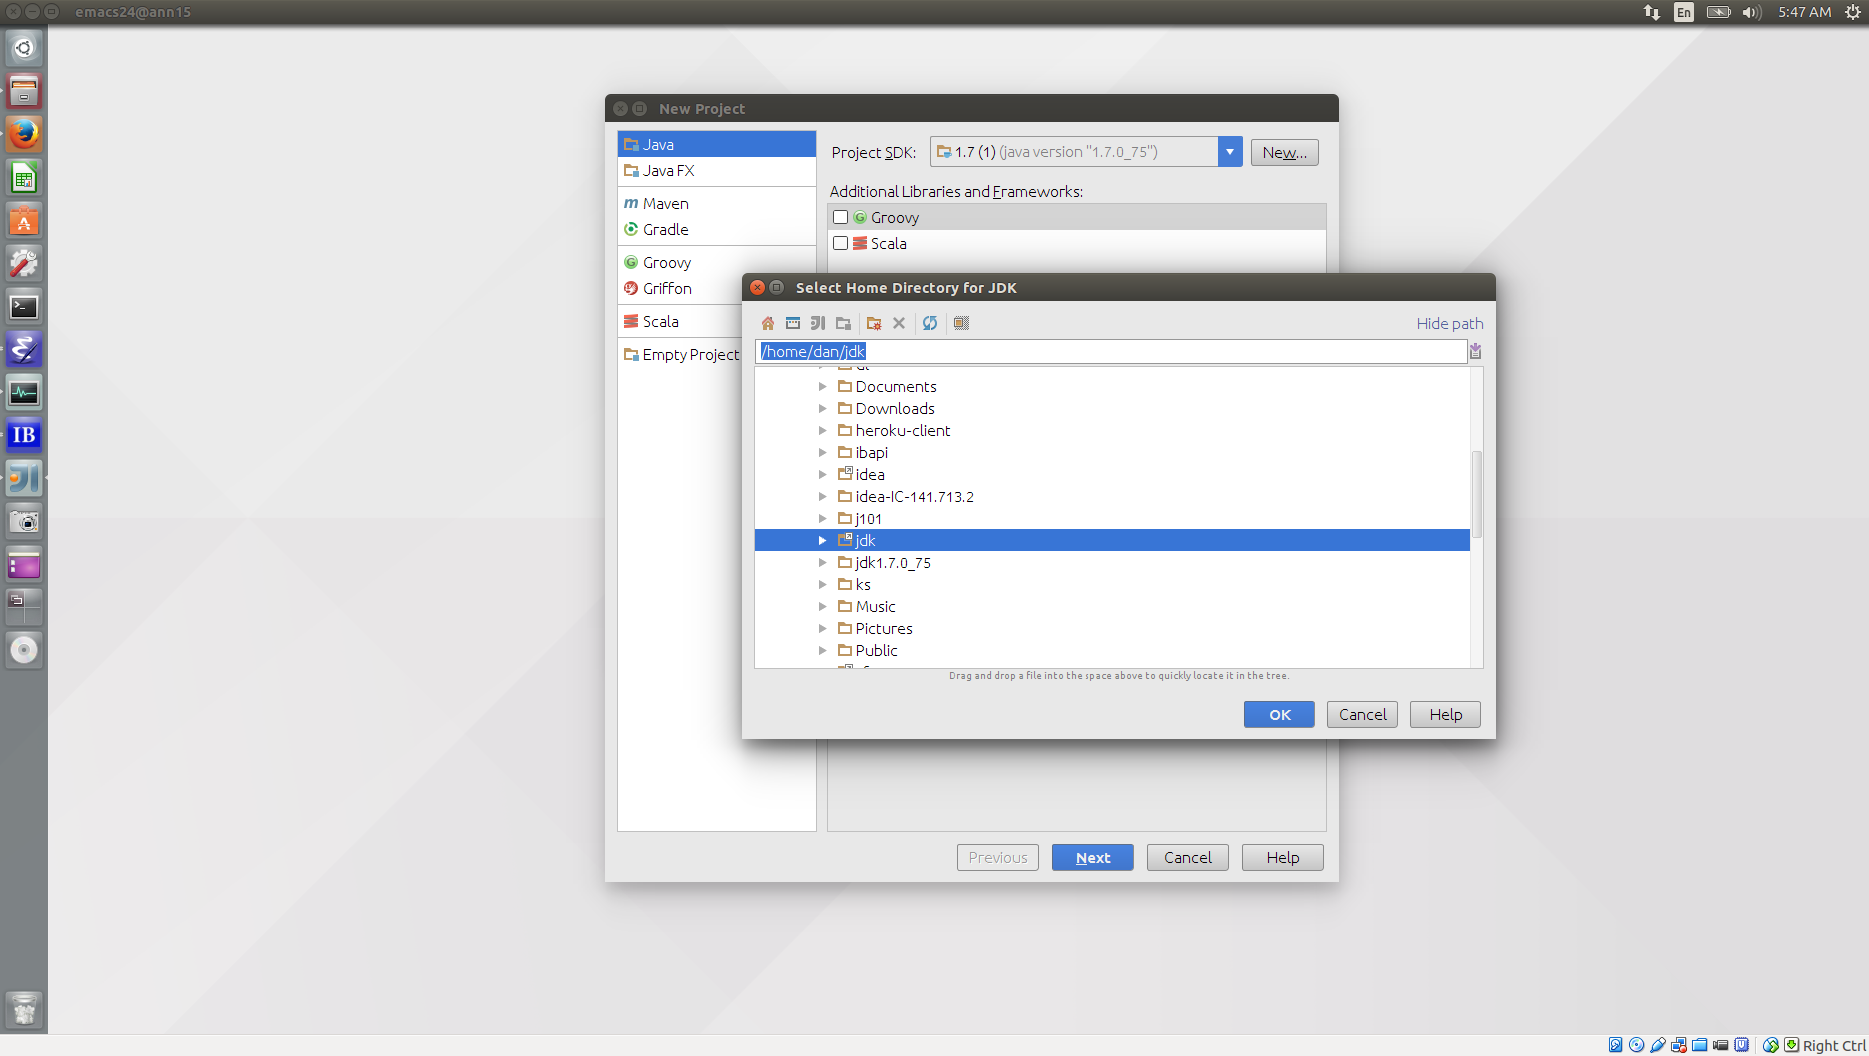 emacs24@ann15
En
5:47 AM
New Project
Java
Java FX
Maven
Gradle
Groovy
Griffon
Scala
Empty Project
Project SDK:
1.7 (1) (java version "1.7.0_75")
New...
Additional Libraries and Frameworks:
Groovy
Scala
Select Home Directory for JDK
Hide path
/home/dan/jdk
Documents
Downloads
heroku-client
ibapi
idea
idea-IC-141.713.2
j101
jdk
jdk1.7.0_75
ks
Music
Pictures
Public
Drag and drop a file into the space above to quickly locate it in the tree.
OK
Cancel
Help
Previous
Next
Cancel
Help
IB
Right Ctrl